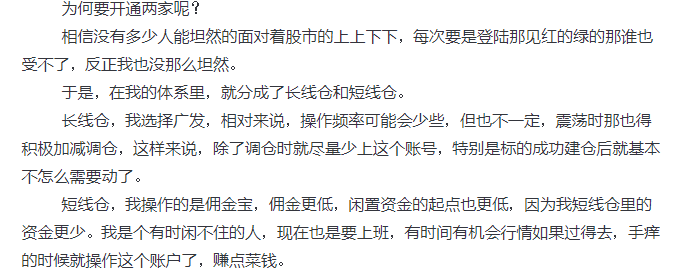 为何要开通两家呢？
相信没有多少人能坦然的面对着股市的上上下下，每次要是登陆那见红的绿的那谁也
受不了，反正我也没那么坦然。
于是，在我的体系里，就分成了长线仓和短线仓。
长线仓，我选择广发，相对来说，操作频率可能会少些，但也不一定，震荡时那也得
积极加减调仓，这样来说，除了调仓时就尽量少上这个账号，特别是标的成功建仓后就基本
不怎么需要动了。
短线仓，我操作的是佣金宝，佣金更低，闲置资金的起点也更低，因为我短线仓里的
资金更少。我是个有时闲不住的人，现在也是要上班，有时间有机会行情如果过得去，手痒
的时候就操作这个账户了，赚点菜钱。